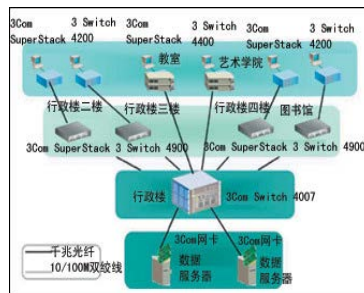 3Com SuperStack 3 Switch 4200
3 Switch 4400
3Com SuperStack 3 Switch 4200
教室
艺术学院
行政楼二楼
行政楼三楼
行政楼四楼
图书馆
3Com SuperStack 3 Switch 4900
3Com SuperStack 3 Switch 4900
行政楼
3Com Switch 4007
3Com网卡
3Com网卡
数据
服务器
数据
服务器
千兆光纤
10/100M双绞线